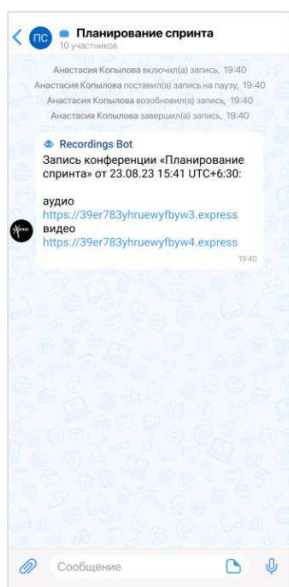 ПС
Планирование спринта
10 участников
Анастасия Копылова включил(а) запись, 19:40
Анастасия Копылова поставил(а) запись на паузу, 19:40
Анастасия Копылова возобновил(а) запись, 19:40
Анастасия Копылова завершил(а) запись, 19:40
Recordings Bot
Запись конференции «Планирование
спринта» от 23.08.23 15:41 UTC+6:30:
аудио
https://39er783yhruewyfbyw3.express
видео
https://39er783yhruewyfbyw4.express
19:40
Сообщение